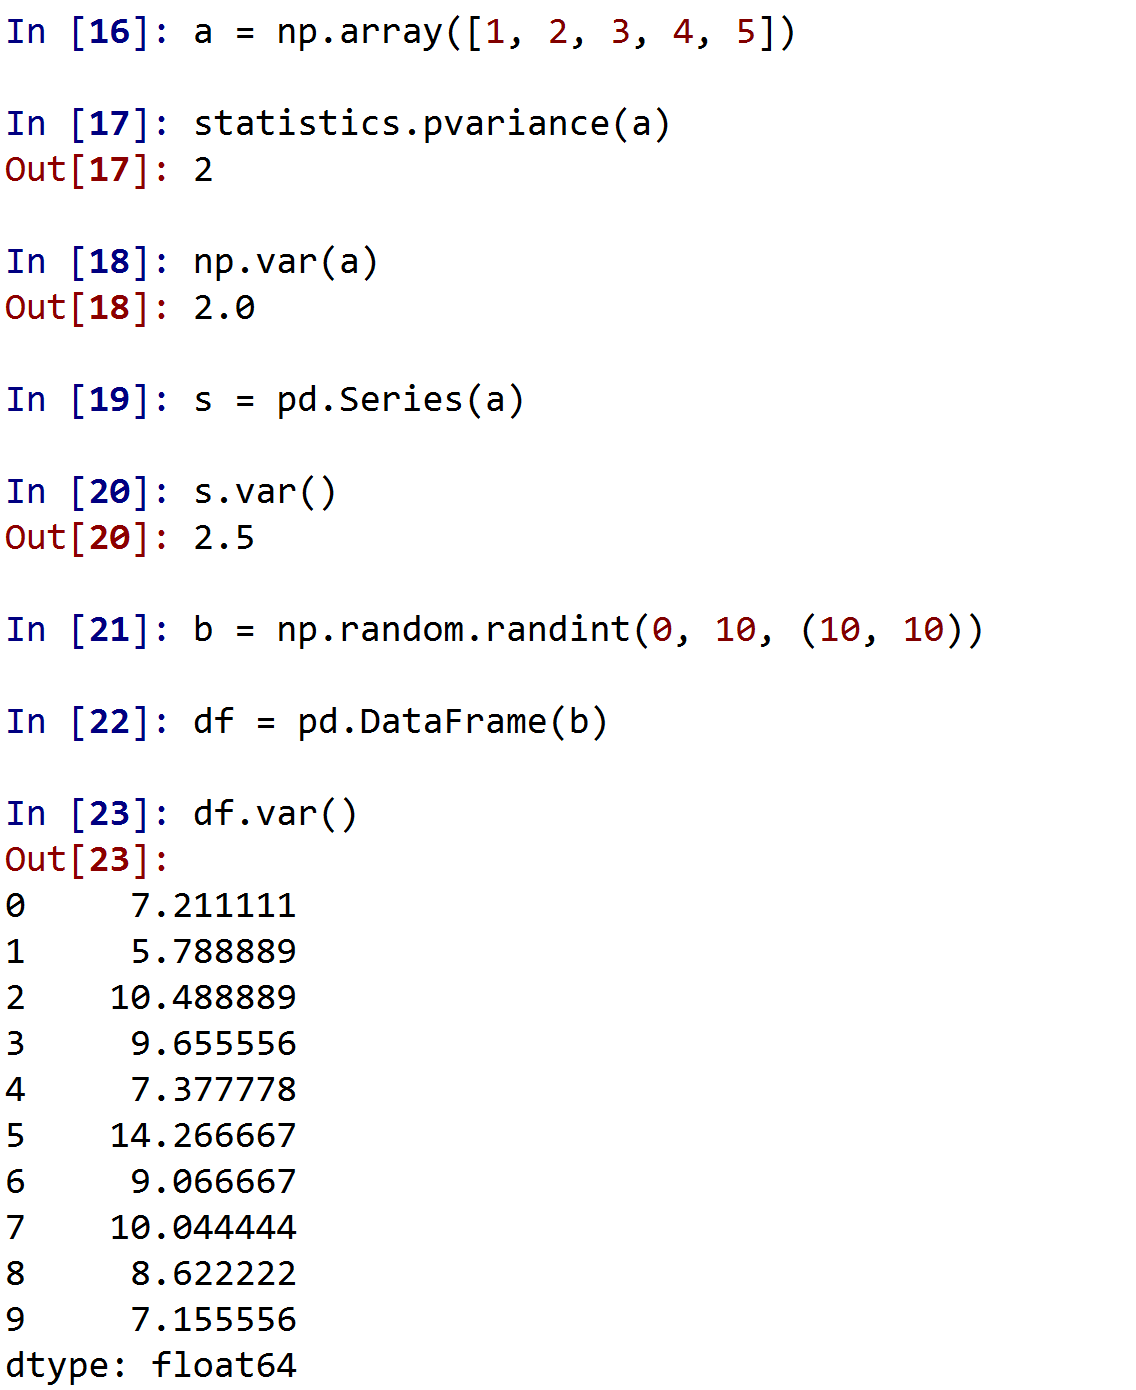 In [16]: a = np.array([1, 2, 3, 4, 5])
In [17]: statistics.pvariance(a)
Out[17]: 2
In [18]: np.var(a)
Out[18]: 2.0
In [19]: s = pd.Series(a)
In [20]: s.var()
Out[20]: 2.5
In [21]: b = np.random.randint(0, 10, (10, 10))
In [22]: df = pd.DataFrame(b)
In [23]: df.var()
Out[23]:
0     7.211111
1     5.788889
2    10.488889
3     9.655556
4     7.377778
5    14.266667
6     9.066667
7    10.044444
8     8.622222
9     7.155556
dtype: float64